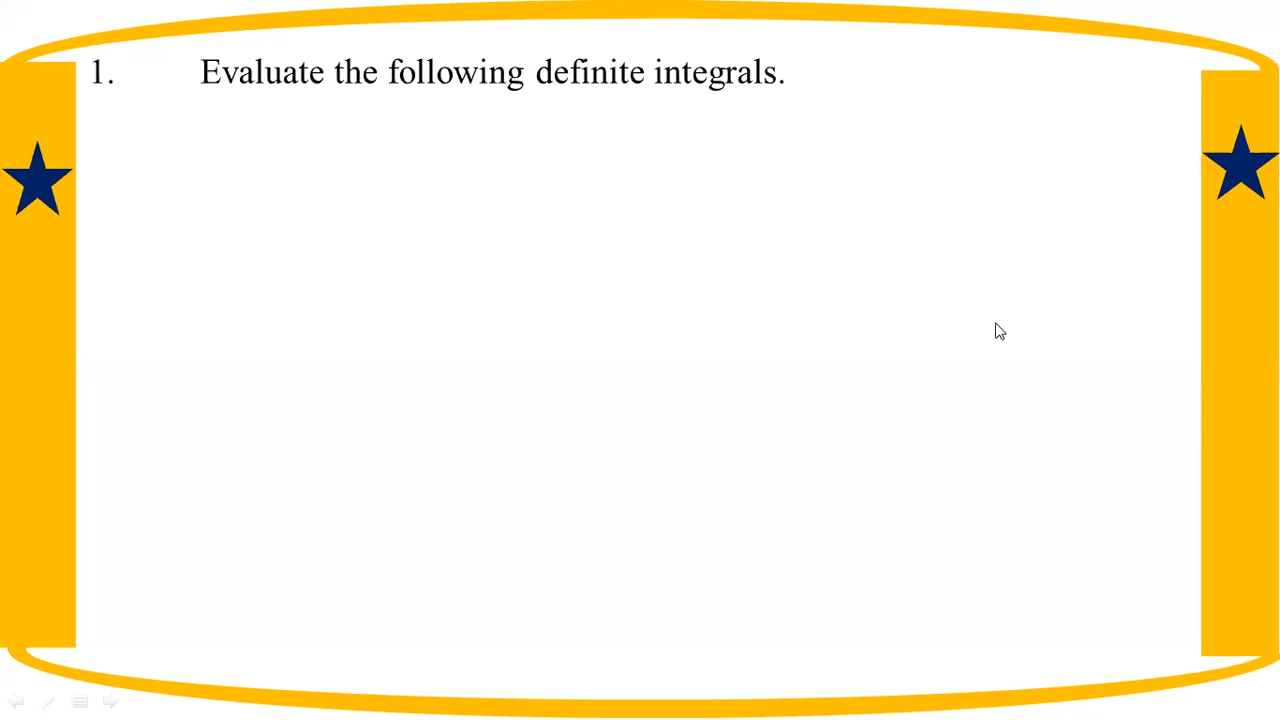 1. Evaluate the following definite integrals.